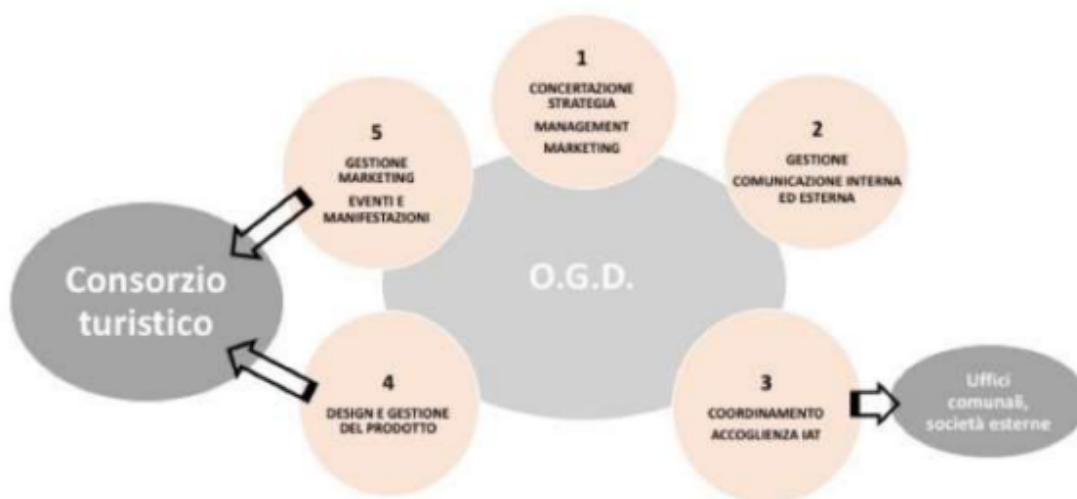 1
CONCERTAZIONE
STRATEGIA
MANAGEMENT
MARKETING
2
GESTIONE
COMUNICAZIONE INTERNA
ED ESTERNA
5
GESTIONE
MARKETING
EVENTI E
MANIFESTAZIONI
Consorzio
turistico
O.G.D.
4
DESIGN E GESTIONE
DEL PRODOTTO
3
COORDINAMENTO
ACCOGLIENZA IAT
Uffici
comunali,
società esterne